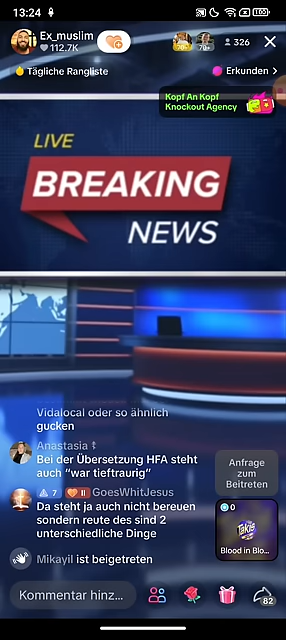 13:24
100
Ex_muslim
112.7K
326
Tägliche Rangliste
Erkunden >
Kopf An Kopf
Knockout Agency
LIVE
BREAKING
NEWS
Vidalocal oder so ähnlich
gucken
Anastasia
Bei der Übersetzung HFA steht
auch “war tieftraurig”
7 II GoesWhitJesus
Da steht ja auch nicht bereuen
sondern reute des sind 2
unterschiedliche Dinge
Mikayil ist beigetreten
Anfrage
zum
Beitreten
0
Takis
Blood in Blo...
Kommentar hinz...
82